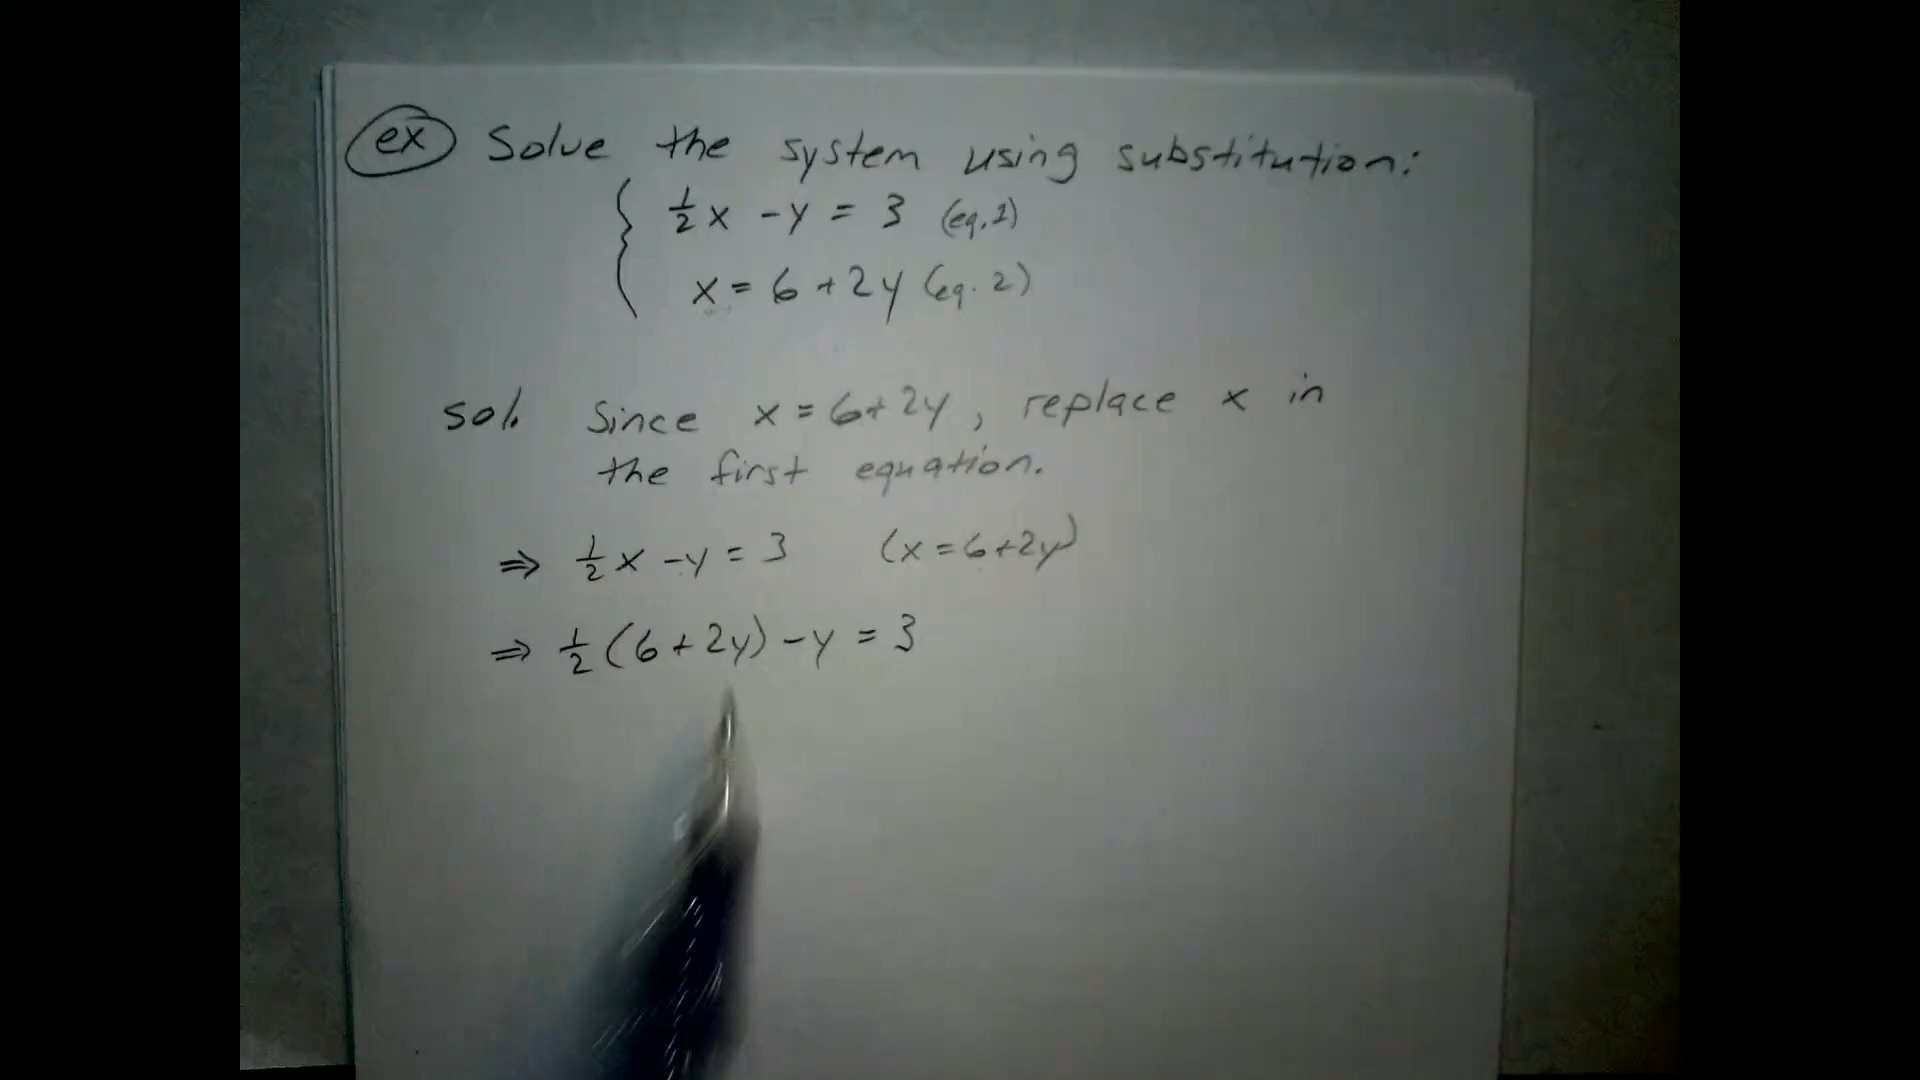 ex Solve the system using substitution:
½x - y = 3 (eq. 1)
x = 6 + 2y (eq. 2)
sol. Since x = 6 + 2y, replace x in
the first equation.
⇒ ½x - y = 3 (x = 6 + 2y)
⇒ ½(6 + 2y) - y = 3